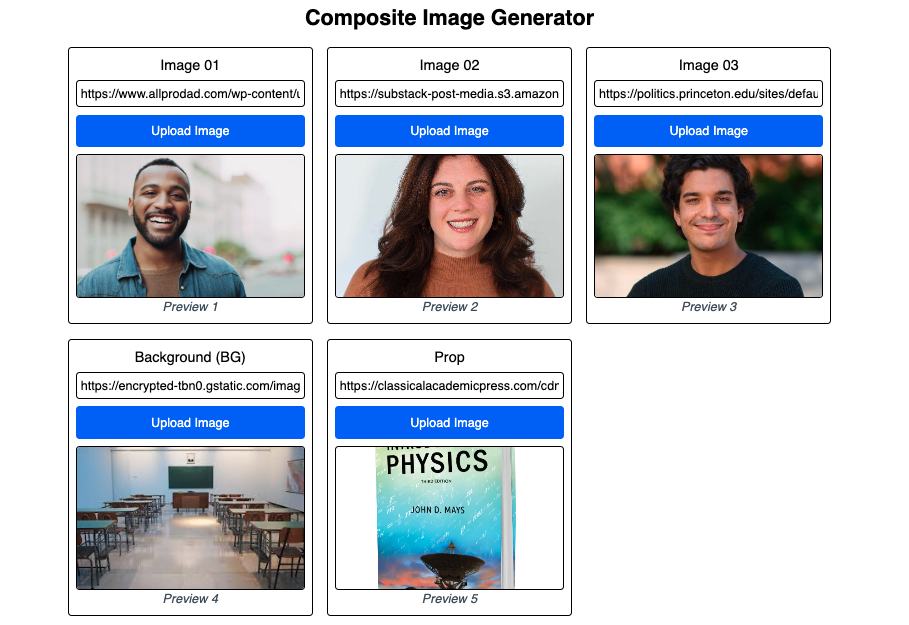 Composite Image Generator
Image 01
https://www.allprodad.com/wp-content/u
Upload Image
Preview 1
Image 02
https://substack-post-media.s3.amazon
Upload Image
Preview 2
Image 03
https://politics.princeton.edu/sites/defau
Upload Image
Preview 3
Background (BG)
https://encrypted-tbn0.gstatic.com/imag
Upload Image
Preview 4
Prop
https://classicalacademicpress.com/cdn
Upload Image
PHYSICS
THIRD EDITION
JOHN D. MAYS
Preview 5